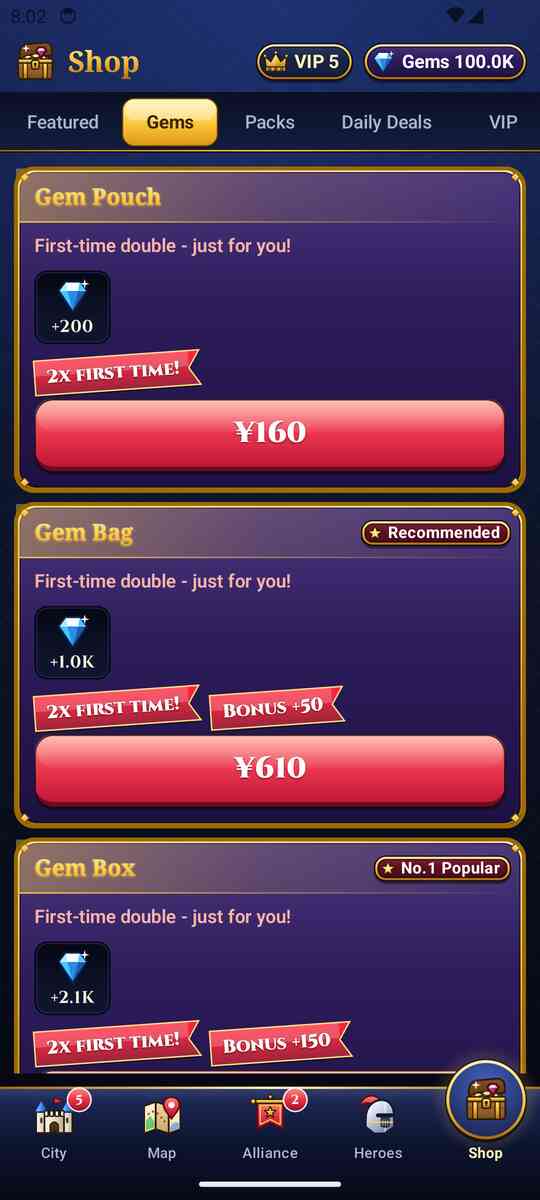 8:02
Shop
VIP 5
Gems 100.0K
Featured
Gems
Packs
Daily Deals
VIP
Gem Pouch
First-time double - just for you!
+200
2X FIRST TIME!
¥160
Gem Bag
Recommended
First-time double - just for you!
+1.0K
2X FIRST TIME!
BONUS +50
¥610
Gem Box
No.1 Popular
First-time double - just for you!
+2.1K
2X FIRST TIME!
BONUS +150
5
2
City
Map
Alliance
Heroes
Shop